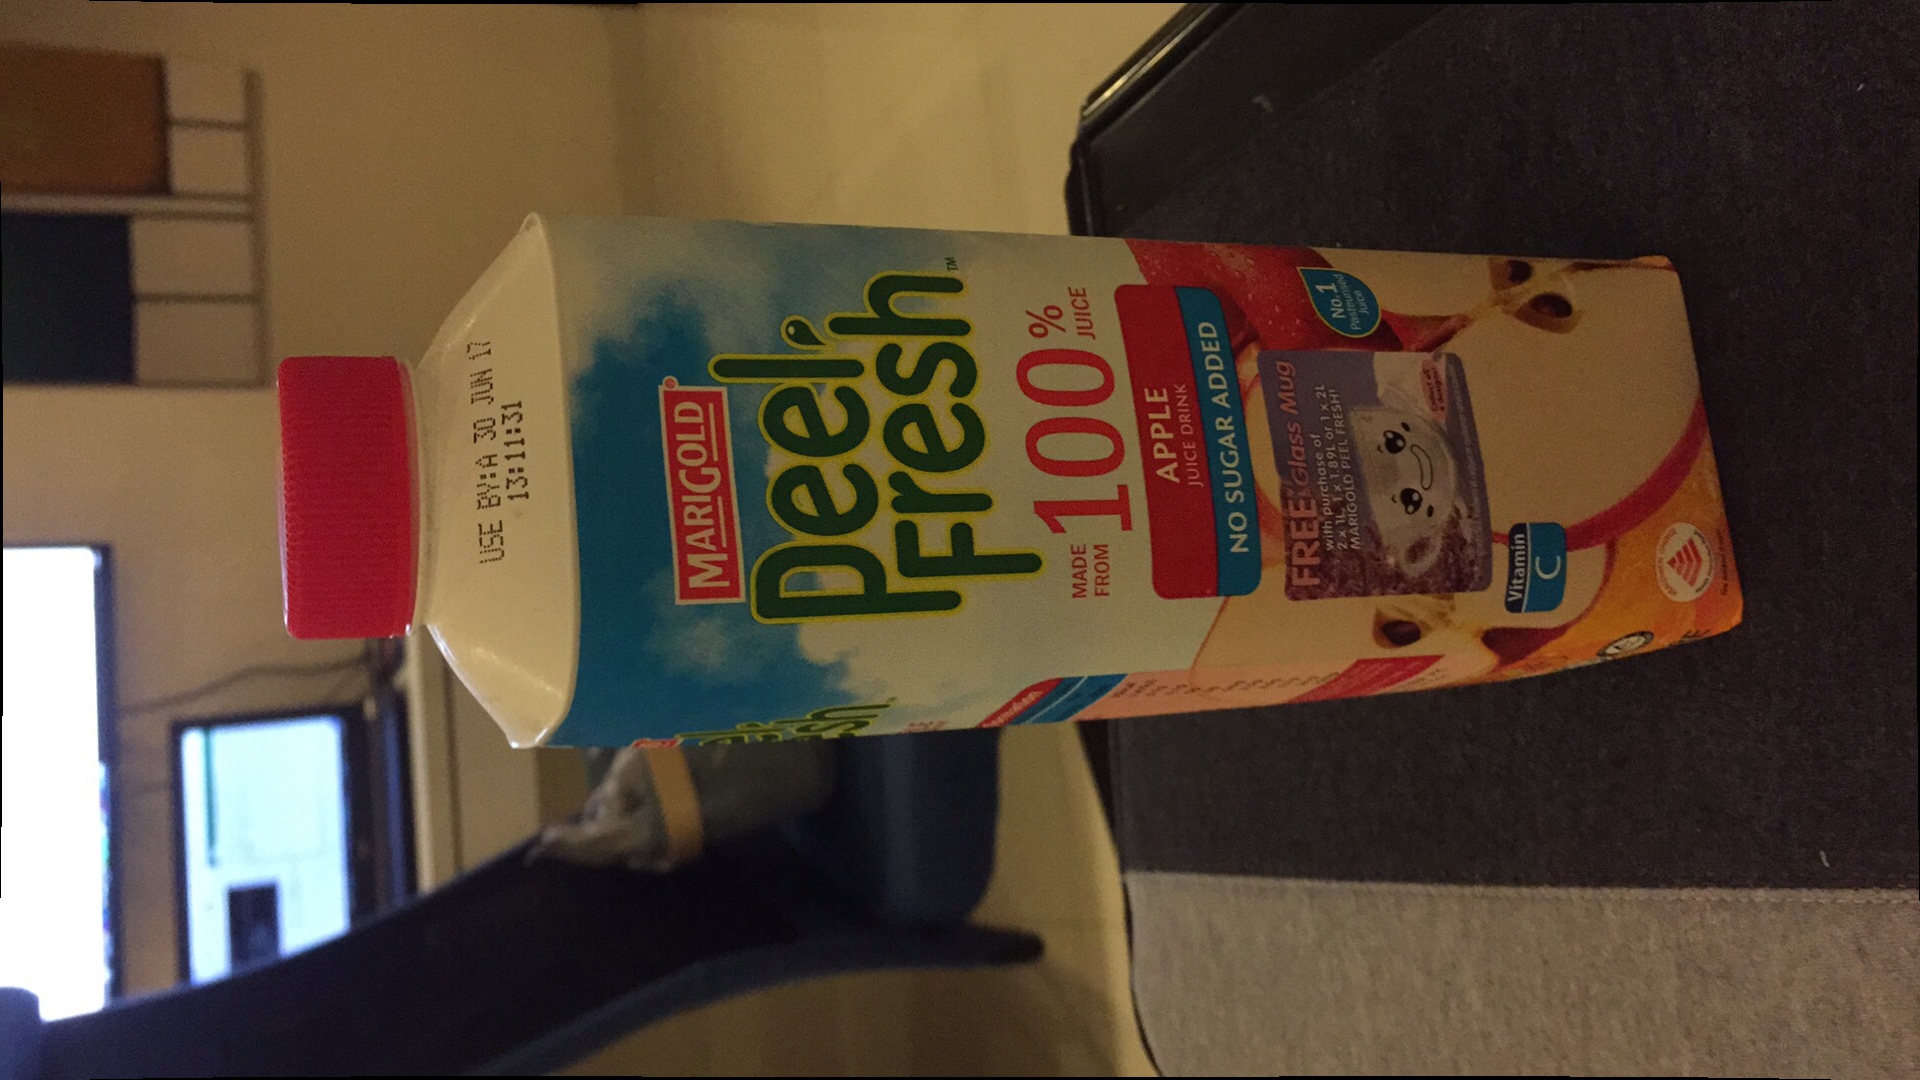 USE BY:A 30 JUN 17
13:11:31
MARIGOLD®
Peel
Fresh™
MADE
FROM
100%
JUICE
APPLE
JUICE DRINK
NO SUGAR ADDED
No.1
Pasteurised
Juice
FREE! Glass Mug
with purchase of
2 x 1L, 1 x 1.89L or 1 x 2L
MARIGOLD PEEL FRESH!
Vitamin
C